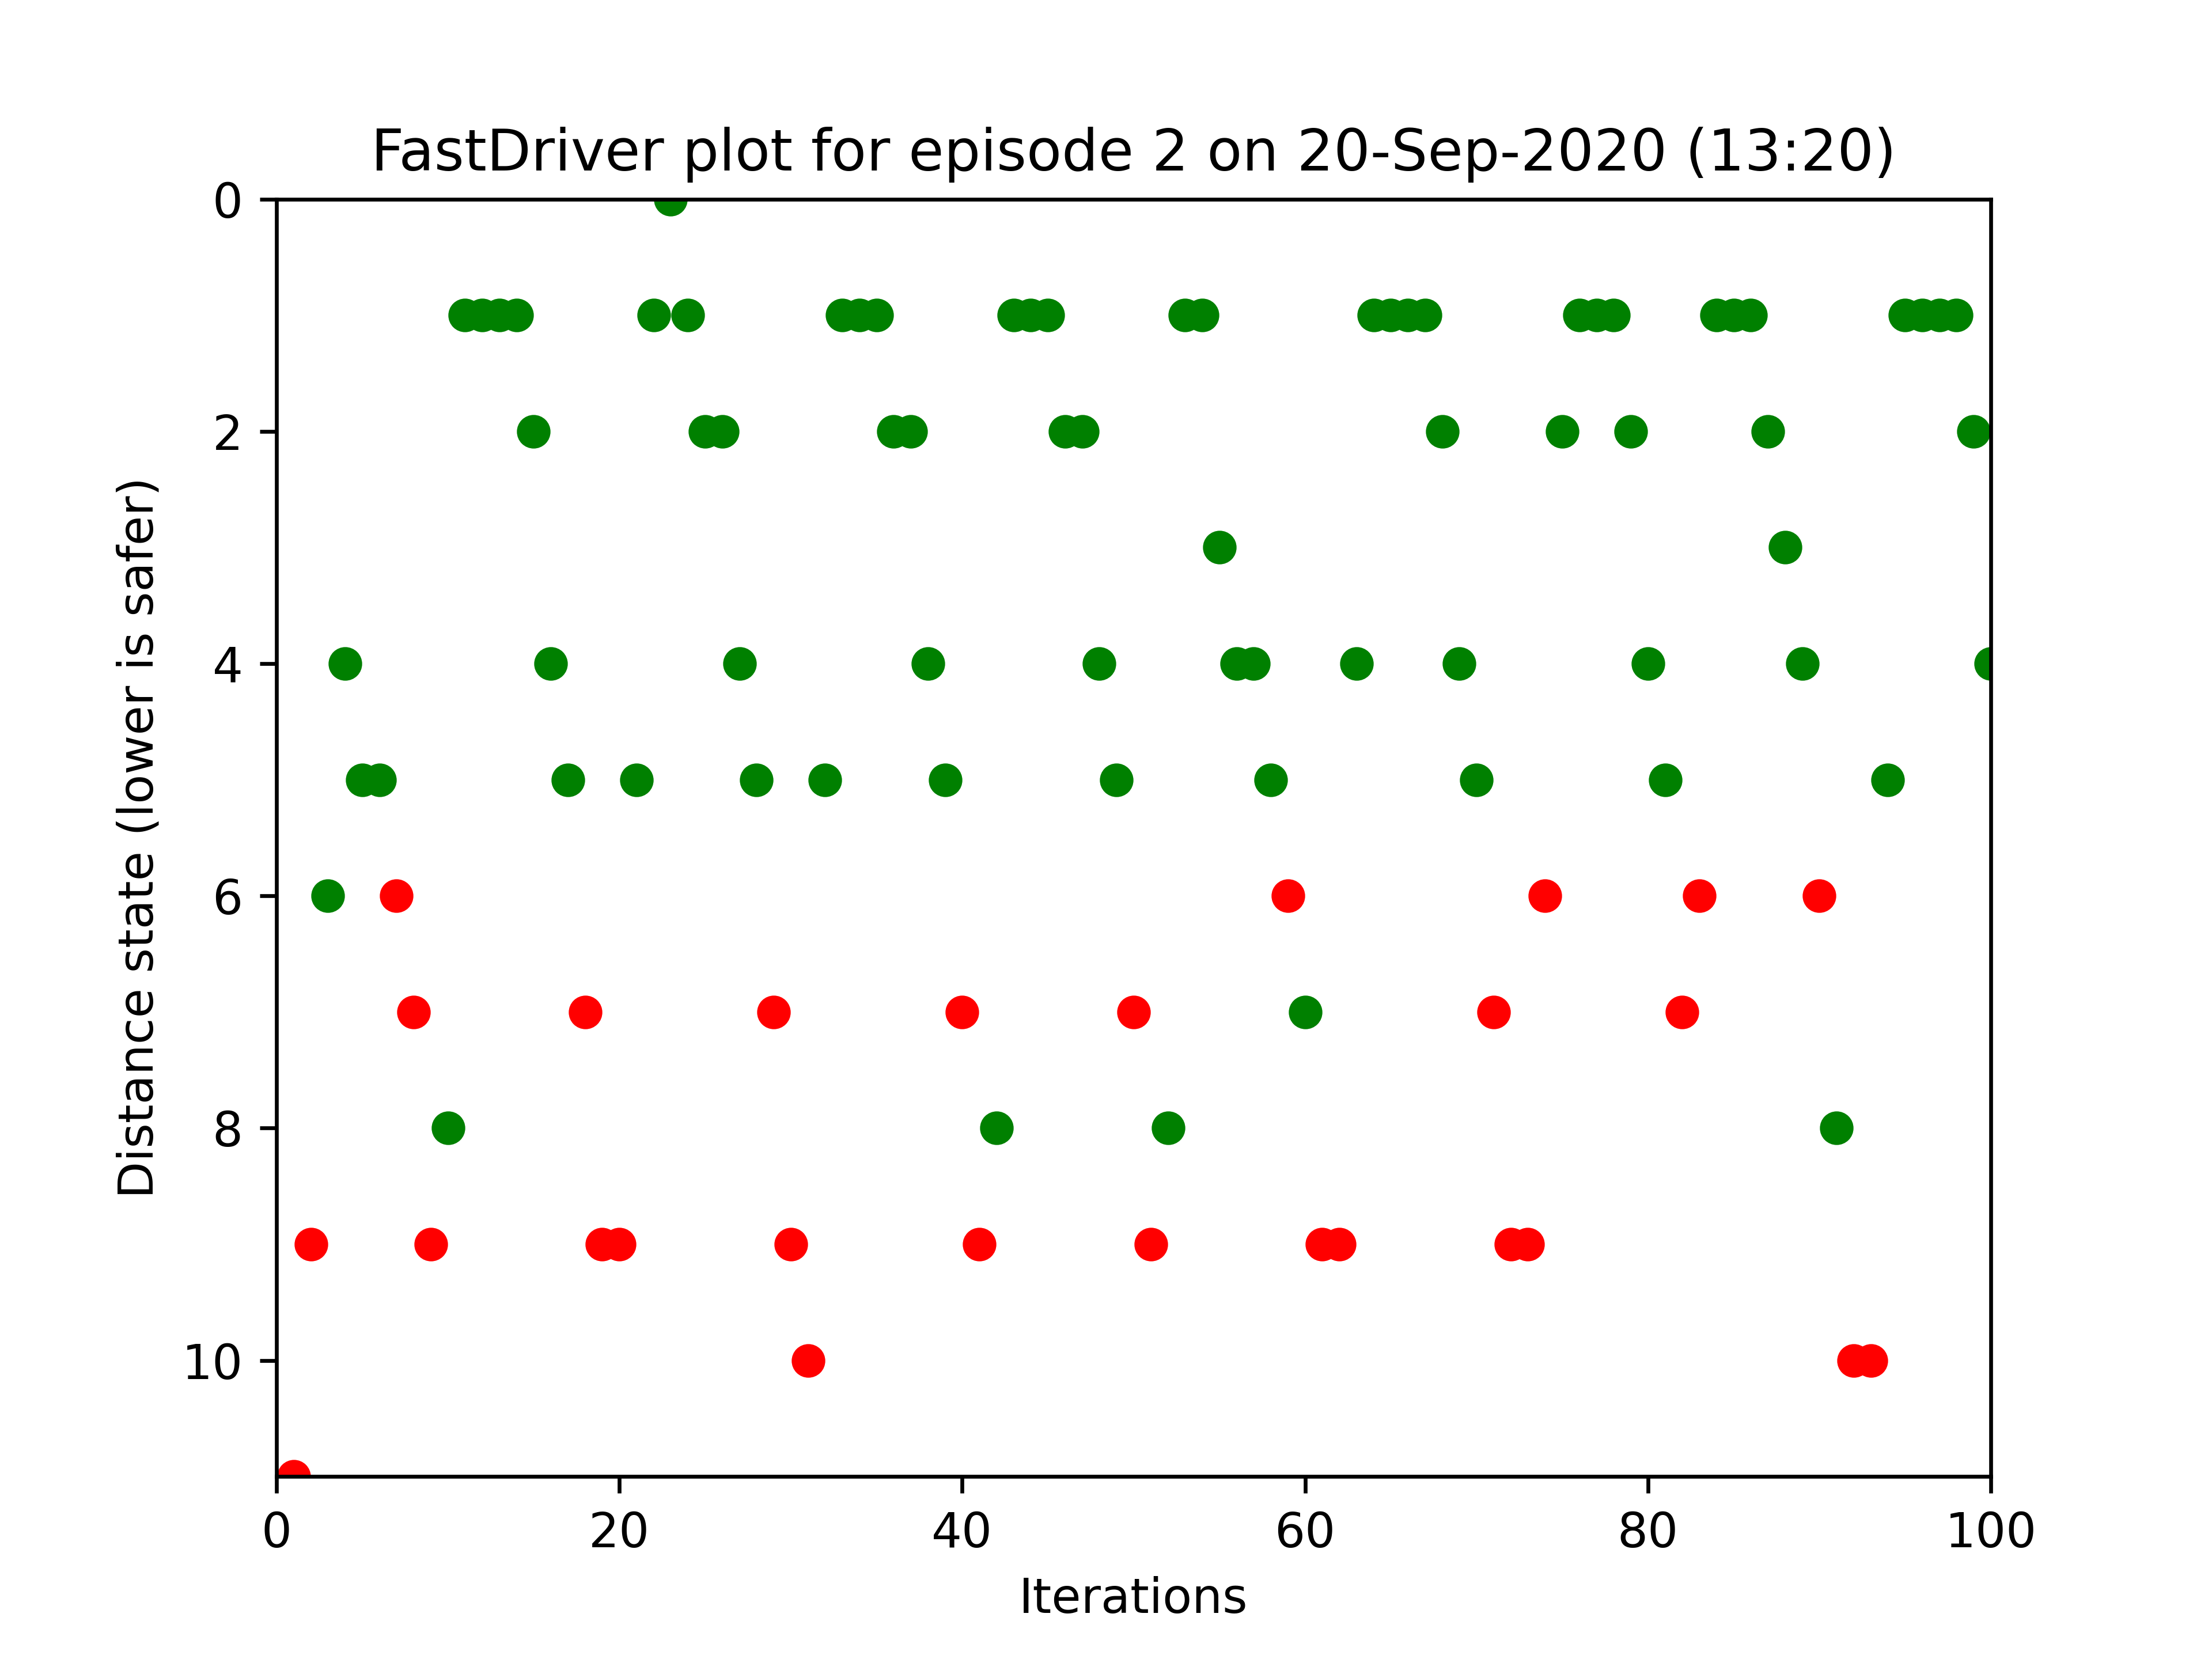 FastDriver plot for episode 2 on 20-Sep-2020 (13:20)
0
2
4
6
8
10
Distance state (lower is safer)
0 20 40 60 80 100
Iterations